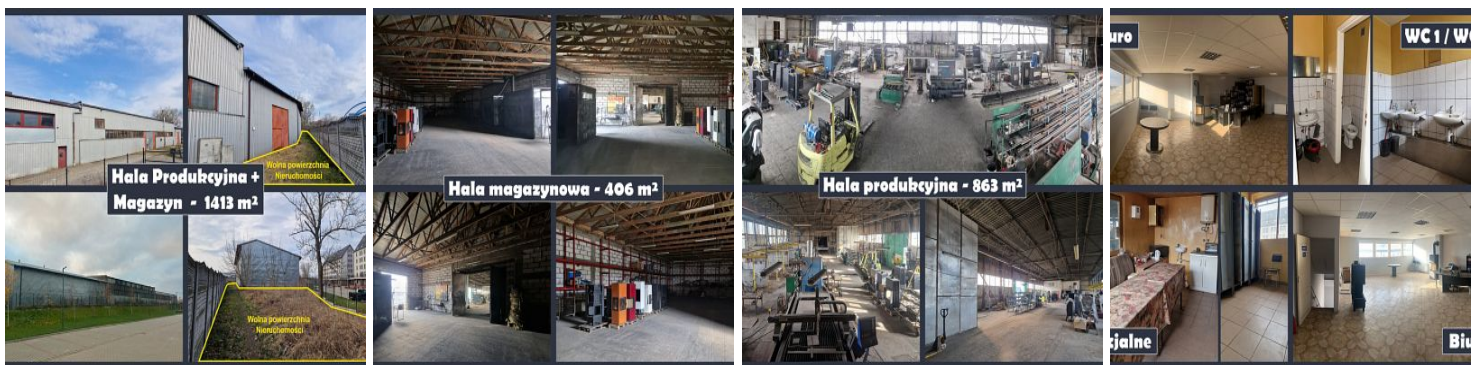 Wolna powierzchnia
Nieruchomości
Hala Produkcyjna +
Magazyn - 1413 m²
Wolna powierzchnia
Nieruchomości
Hala magazynowa - 406 m²
Hala produkcyjna - 863 m²
uro
WC 1 / W
cjalne
Biu